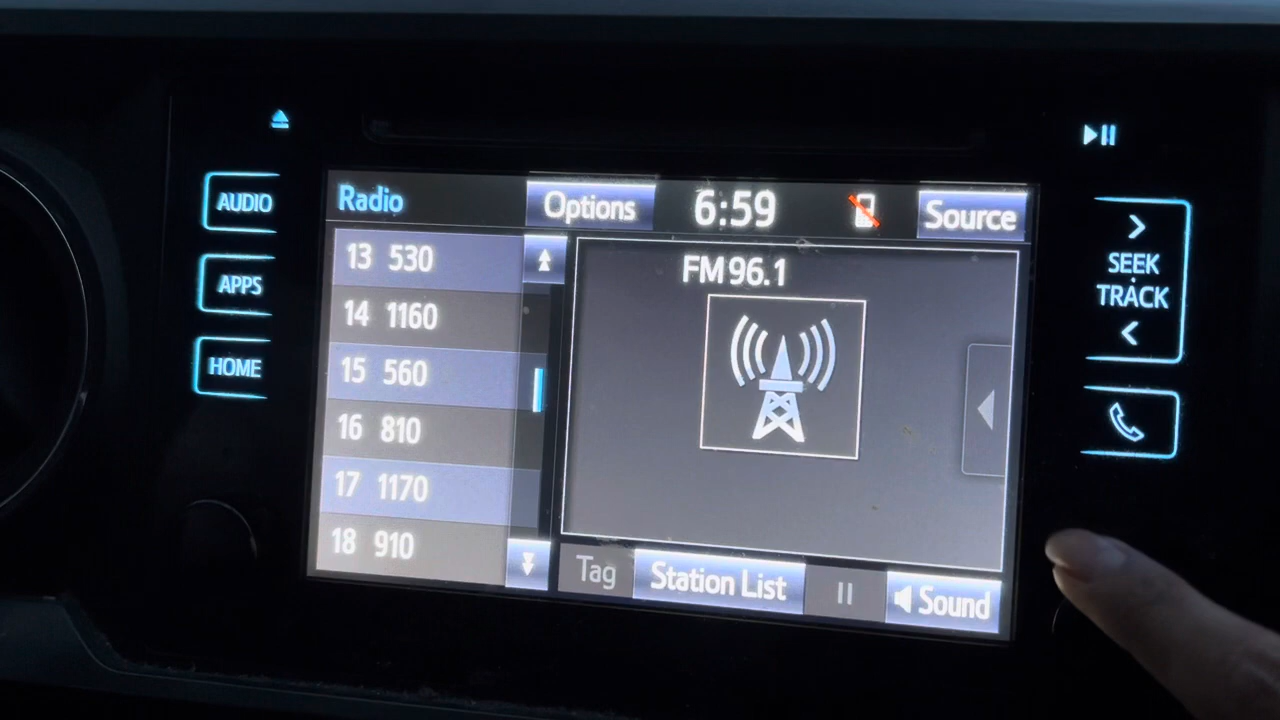 AUDIO
APPS
HOME
Radio
Options
6:59
Source
13 530
14 1160
15 560
16 810
17 1170
18 910
FM 96.1
Tag
Station List
Sound
SEEK
TRACK